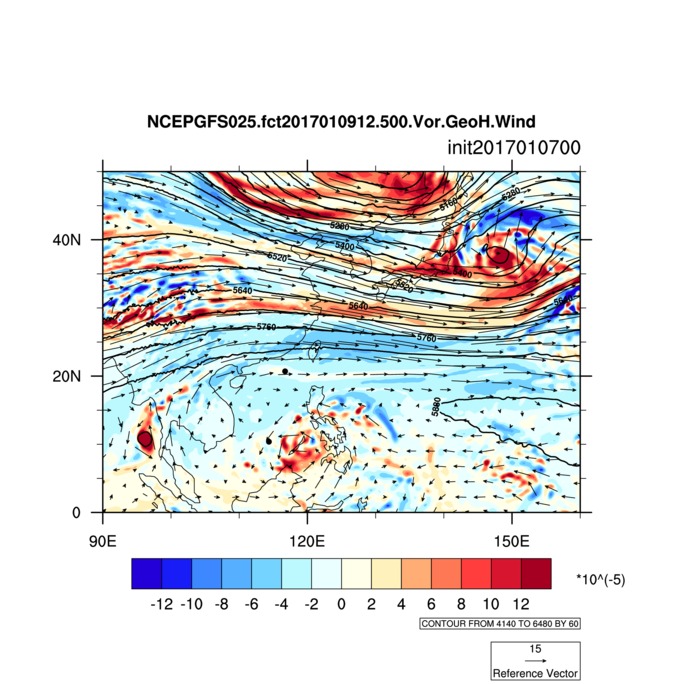 NCEPGFS025.fct2017010912.500.Vor.GeoH.Wind
init2017010700
5760
5280
5280
40N
5400
5520
5400
5640
5640
5760
5760
20N
5880
0
90E 120E 150E
-12 -10 -8 -6 -4 -2 0 2 4 6 8 10 12
*10^(-5)
CONTOUR FROM 4140 TO 6480 BY 60
15
Reference Vector